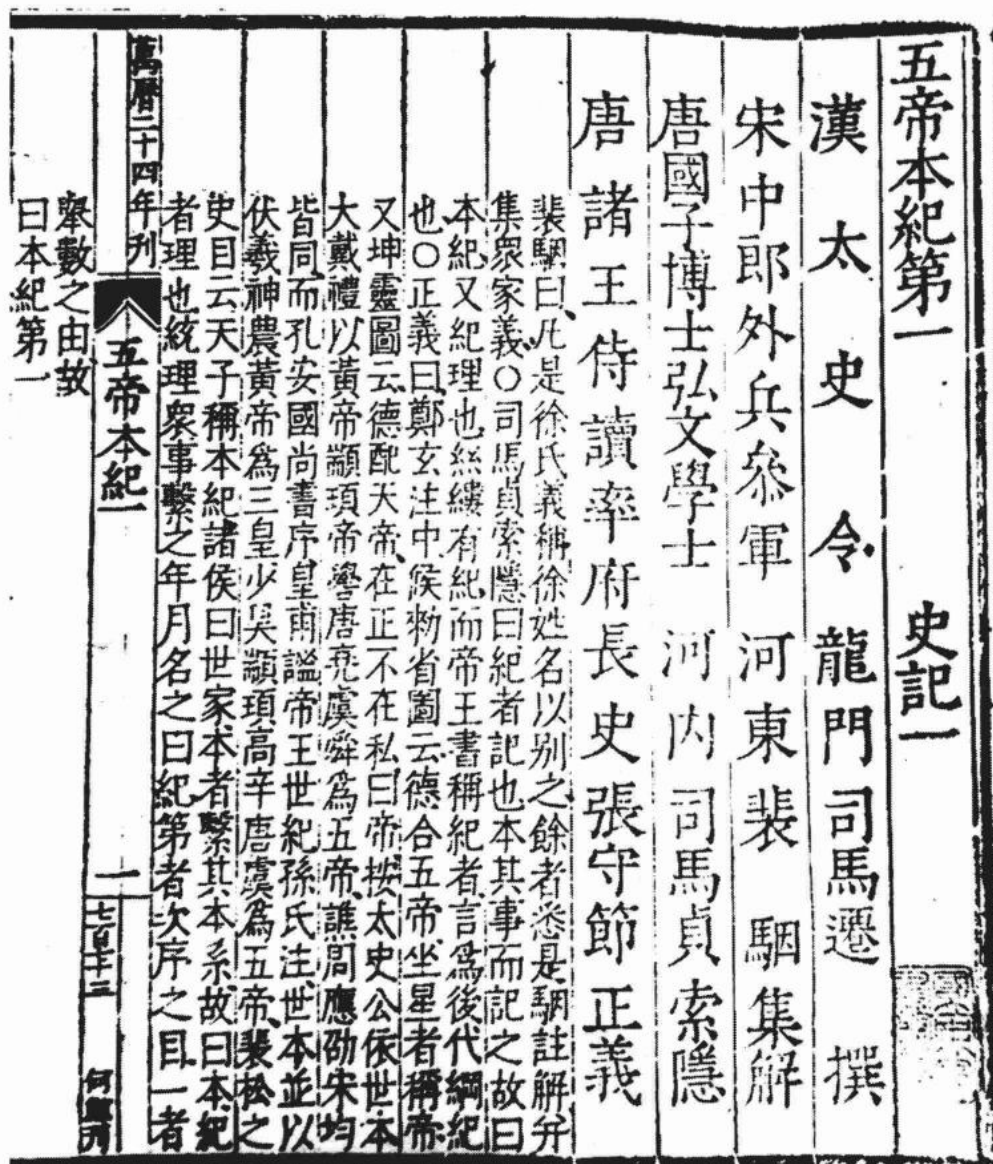 五帝本紀第一 史記一
漢太史令龍門司馬遷撰
宋中郎外兵叅軍河東裴駰集解
唐國子博士弘文學士河内司馬貞索隱
唐諸王侍讀率府長史張守節正義
裴駰曰凡是徐氏義稱徐姓名以别之餘者悉是駰註解幷
集衆家義○司馬貞索隱曰紀者記也本其事而記之故曰
本紀又紀理也絲縷有紀而帝王書稱紀者言爲後代綱紀
也○正義曰鄭玄注中候勑省圖云德合五帝坐星者稱帝
又坤靈圖云德配天帝在正不在私曰帝按太史公依世本
大戴禮以黃帝顓頊帝嚳唐堯虞舜爲五帝譙周應劭宋均
皆同而孔安國尚書序皇甫謐帝王世紀孫氏注世本並以
伏羲神農黃帝爲三皇少昊顓頊高辛唐虞爲五帝裴松之
史目云天子稱本紀諸侯曰世家本者繫其本系故曰本紀
者理也統理衆事繫之年月名之曰紀第者次序之目一者
萬曆二十四年刊 五帝本紀一 一 七百十三
舉數之由故
曰本紀第一